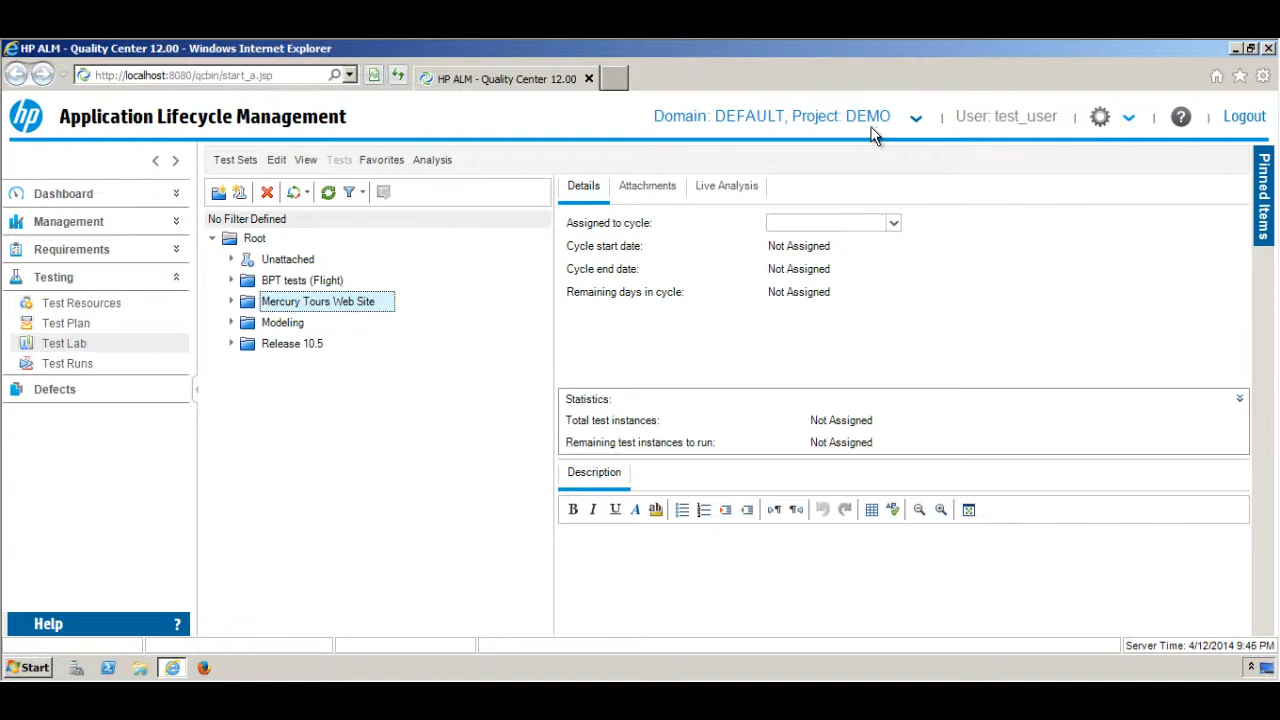 HP ALM - Quality Center 12.00 - Windows Internet Explorer
http://localhost:8080/qcbin/start_a.jsp
HP ALM - Quality Center 12.00
hp
Application Lifecycle Management
Domain: DEFAULT, Project: DEMO
User: test_user
Logout
Dashboard
Management
Requirements
Testing
Test Resources
Test Plan
Test Lab
Test Runs
Defects
Help ?
Test Sets Edit View Tests Favorites Analysis
No Filter Defined
Root
Unattached
BPT tests (Flight)
Mercury Tours Web Site
Modeling
Release 10.5
Details Attachments Live Analysis
Assigned to cycle:
Cycle start date: Not Assigned
Cycle end date: Not Assigned
Remaining days in cycle: Not Assigned
Statistics:
Total test instances: Not Assigned
Remaining test instances to run: Not Assigned
Description
B I U A ab
Pinned Items
Server Time: 4/12/2014 9:46 PM
Start